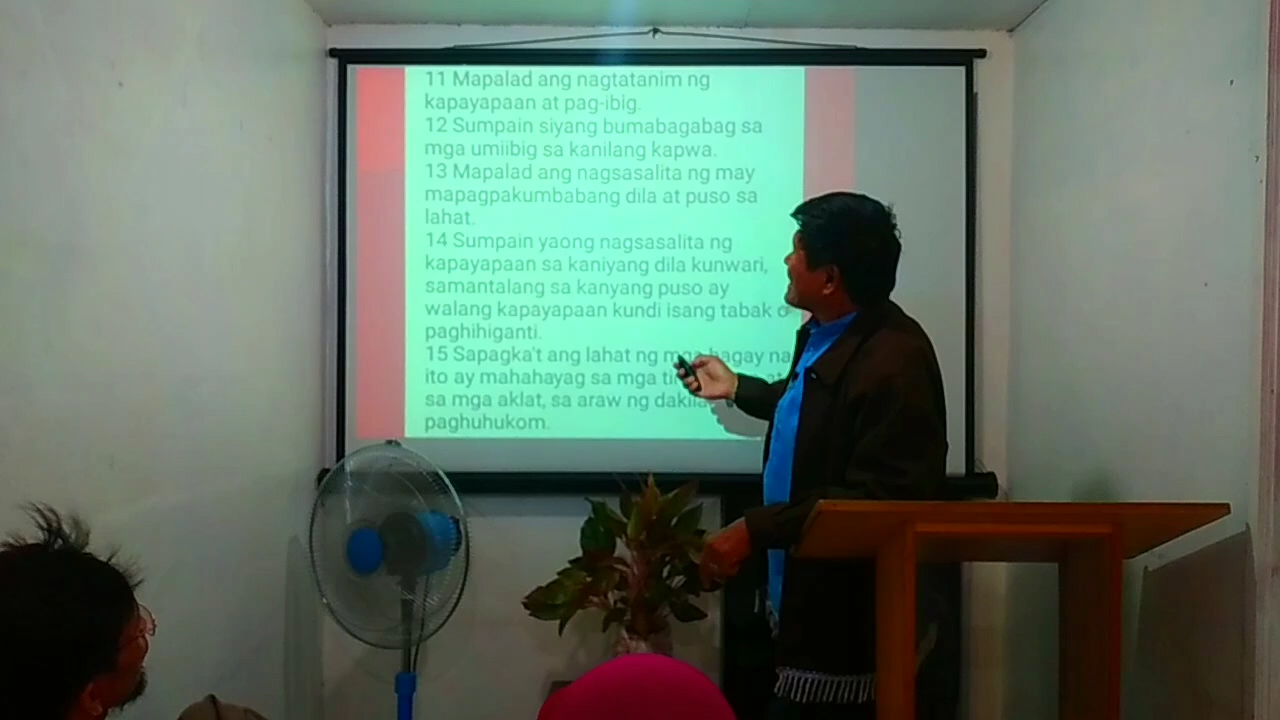 11 Mapalad ang nagtatanim ng
kapayapaan at pag-ibig.
12 Sumpain siyang bumabagabag sa
mga umiibig sa kanilang kapwa.
13 Mapalad ang nagsasalita ng may
mapagpakumbabang dila at puso sa
lahat.
14 Sumpain yaong nagsasalita ng
kapayapaan sa kaniyang dila kunwari,
samantalang sa kanyang puso ay
walang kapayapaan kundi isang tabak o
paghihiganti.
15 Sapagka't ang lahat ng mga bagay na
ito ay mahahayag sa mga
sa mga aklat, sa araw ng
paghuhukom.